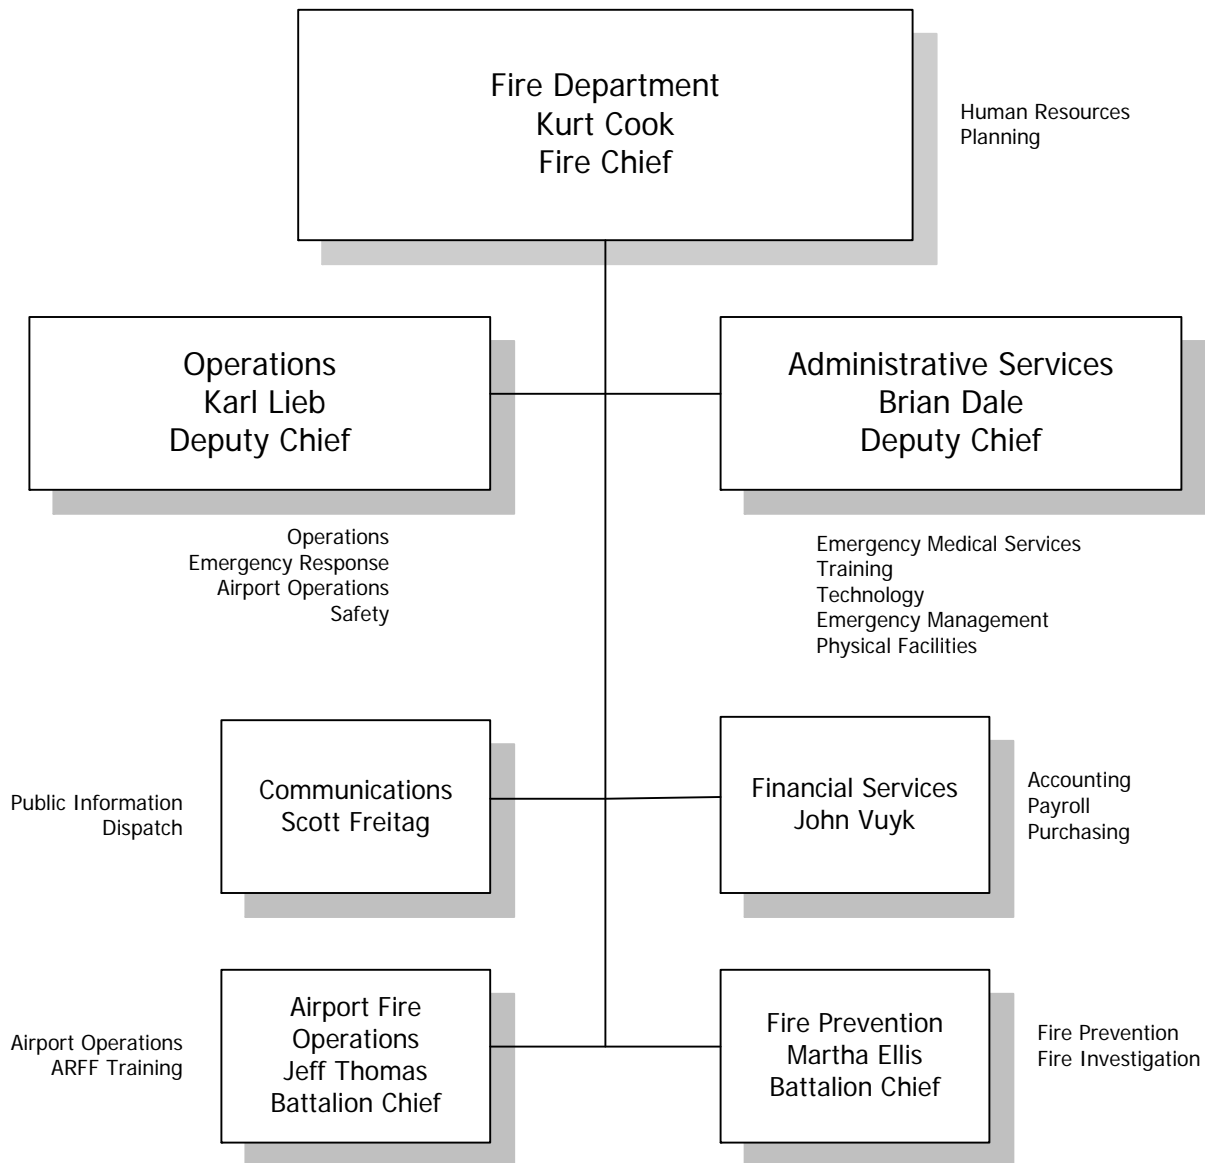 Fire Department
Kurt Cook
Fire Chief
Human Resources
Planning
Operations
Karl Lieb
Deputy Chief
Administrative Services
Brian Dale
Deputy Chief
Operations
Emergency Response
Airport Operations
Safety
Emergency Medical Services
Training
Technology
Emergency Management
Physical Facilities
Public Information
Dispatch
Communications
Scott Freitag
Financial Services
John Vuyk
Accounting
Payroll
Purchasing
Airport Operations
ARFF Training
Airport Fire
Operations
Jeff Thomas
Battalion Chief
Fire Prevention
Martha Ellis
Battalion Chief
Fire Prevention
Fire Investigation